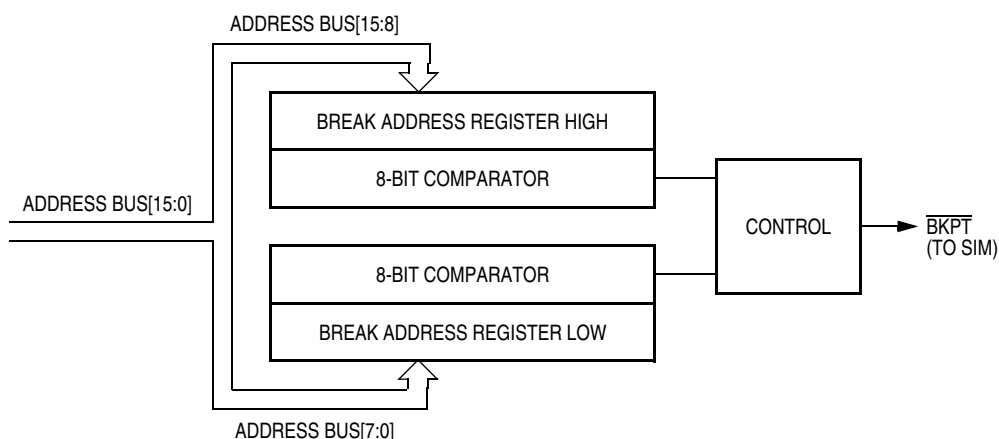 ADDRESS BUS[15:8]
BREAK ADDRESS REGISTER HIGH
8-BIT COMPARATOR
ADDRESS BUS[15:0]
CONTROL
BKPT
(TO SIM)
8-BIT COMPARATOR
BREAK ADDRESS REGISTER LOW
ADDRESS BUS[7:0]